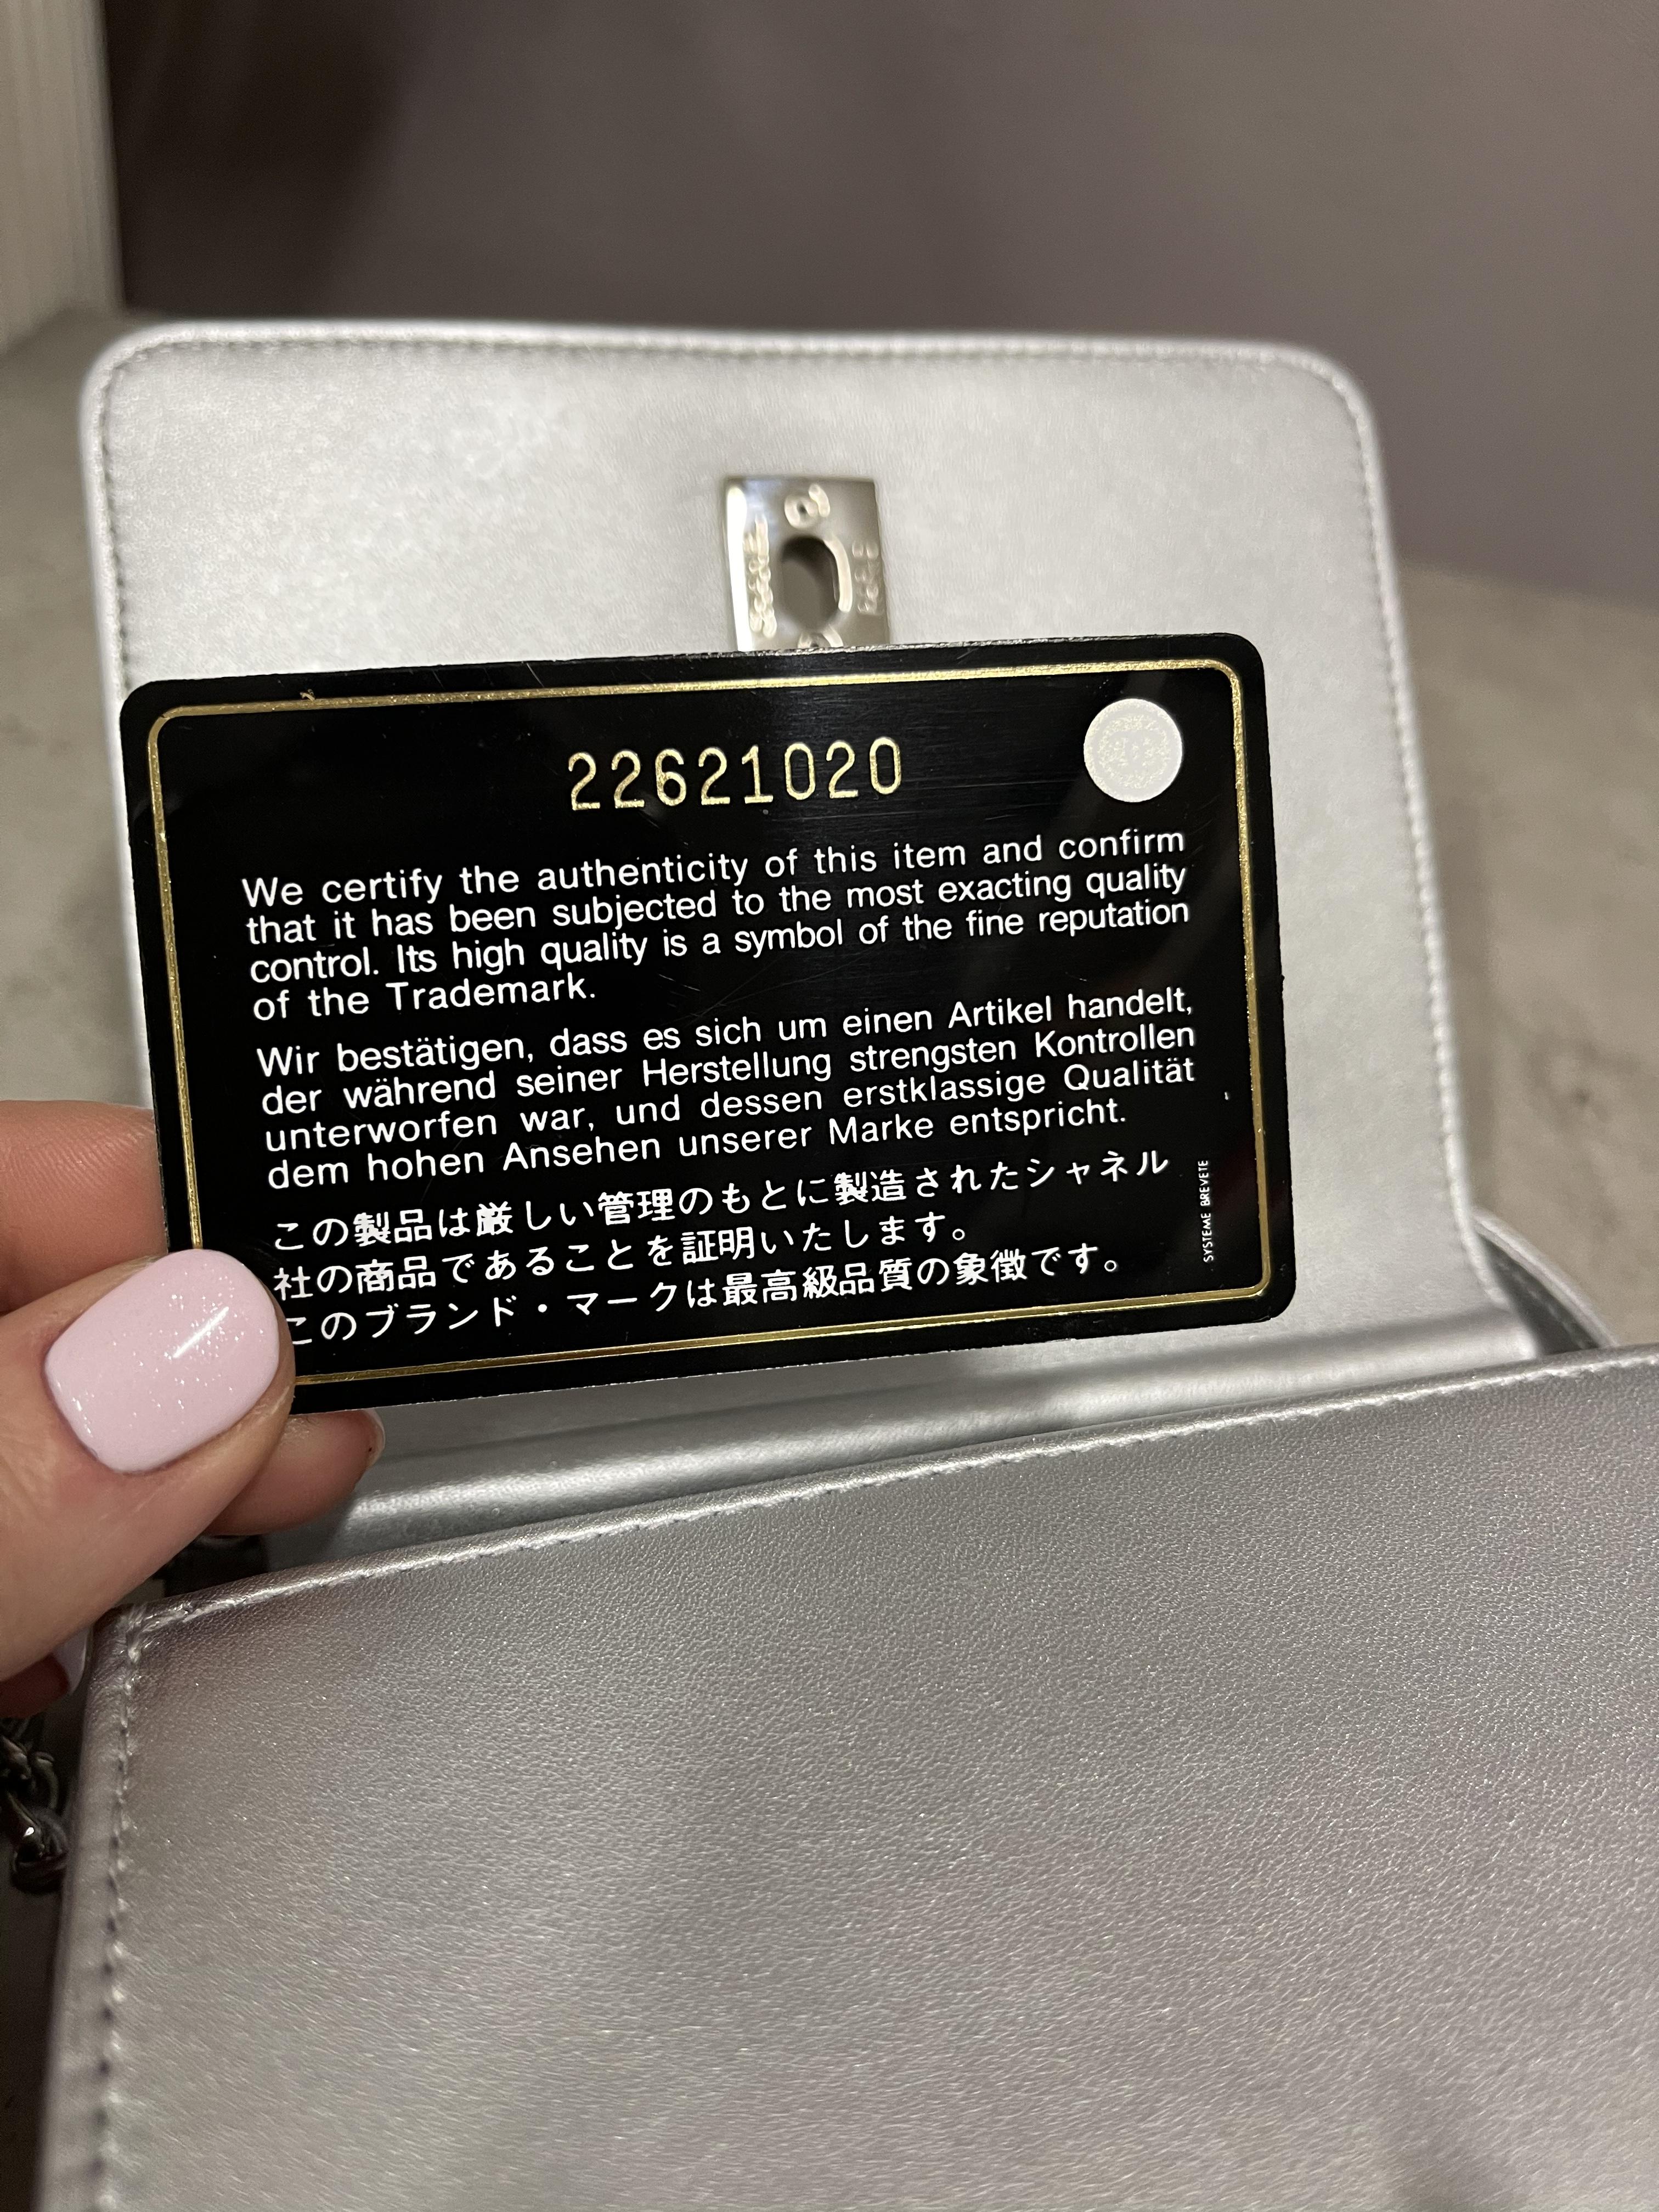 22621020
We certify the authenticity of this item and confirm
that it has been subjected to the most exacting quality
control. Its high quality is a symbol of the fine reputation
of the Trademark.
Wir bestätigen, dass es sich um einen Artikel handelt,
der während seiner Herstellung strengsten Kontrollen
unterworfen war, und dessen erstklassige Qualität
dem hohen Ansehen unserer Marke entspricht.
この製品は厳しい管理のもとに製造されたシャネル
社の商品であることを証明いたします。
このブランド・マークは最高級品質の象徴です。
SYSTEME BREVETE